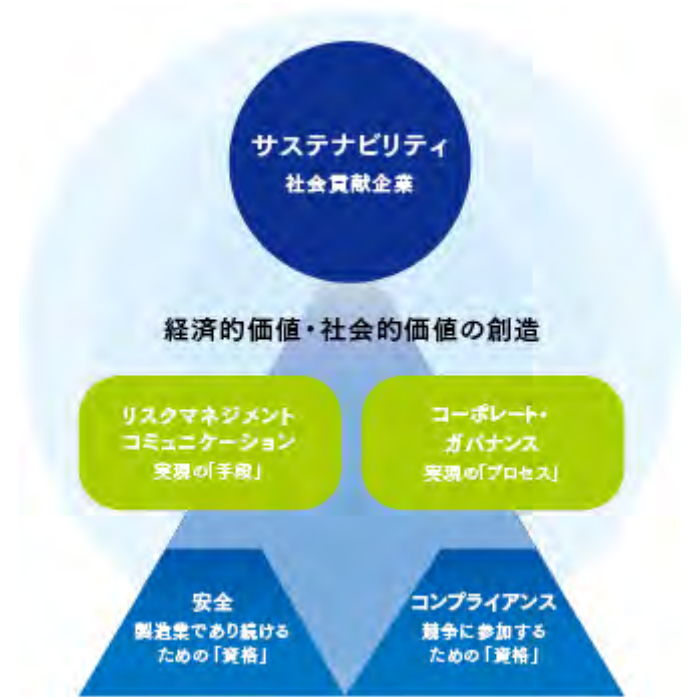 サステナビリティ
社会貢献企業
経済的価値・社会的価値の創造
リスクマネジメント
コミュニケーション
実現の「手段」
コーポレート・
ガバナンス
実現の「プロセス」
安全
製造業であり続ける
ための「資格」
コンプライアンス
競争に参加する
ための「資格」